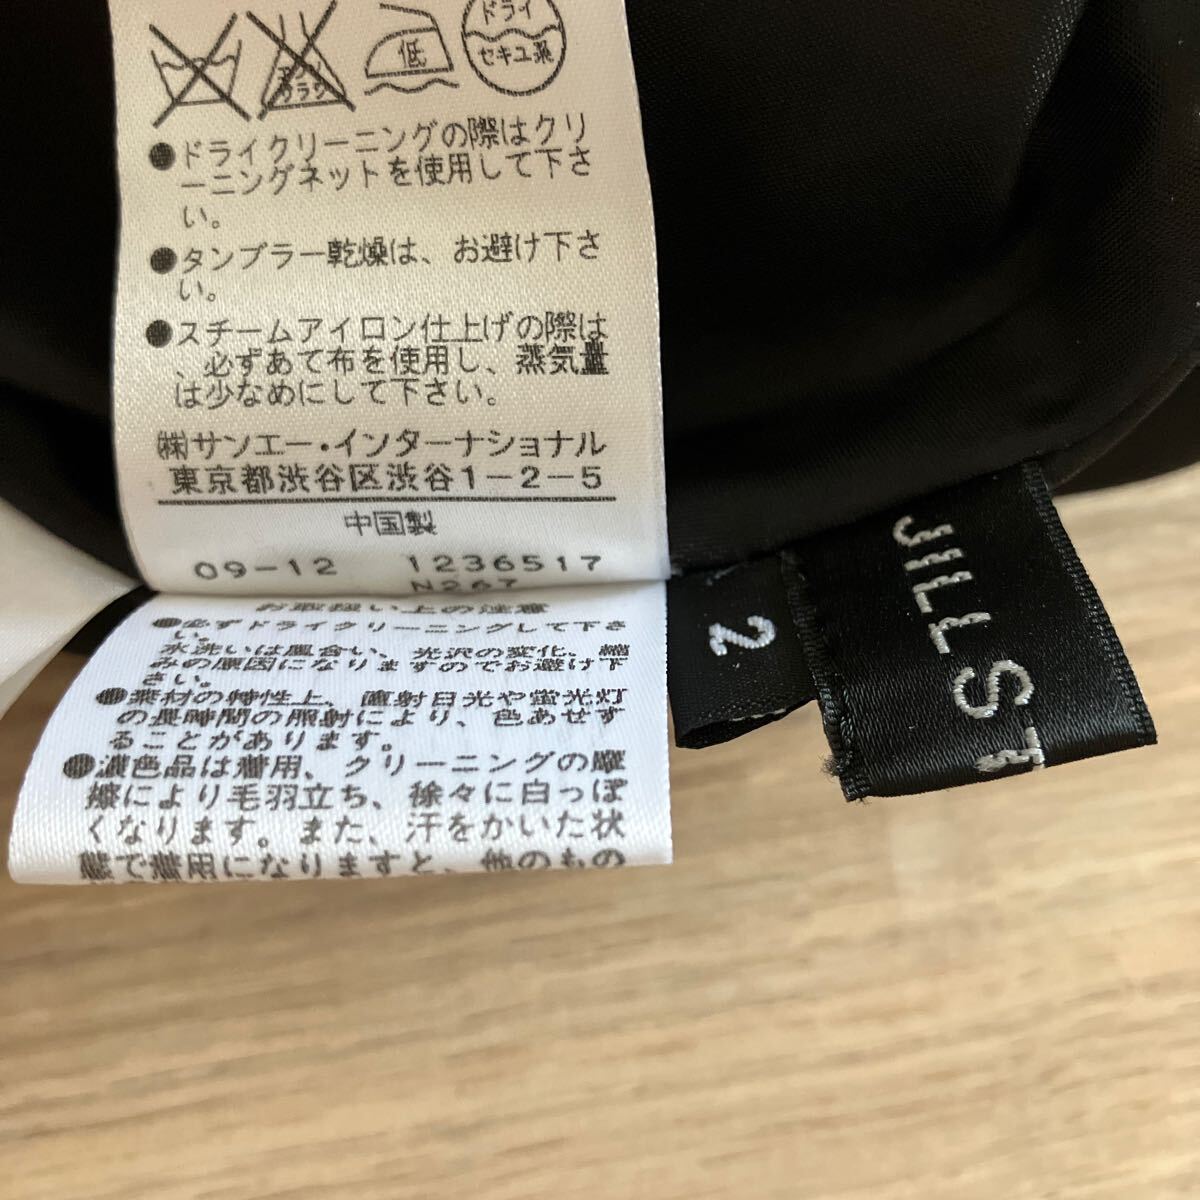 低
ドライ
セキユ系
●ドライクリーニングの際はクリ
ーニングネットを使用して下さ
い。
●タンブラー乾燥は、お避け下さ
い。
●スチームアイロン仕上げの際は
、必ずあて布を使用し、蒸気量
は少なめにして下さい。
㈱サンエー・インターナショナル
東京都渋谷区渋谷1-2-5
中国製
09-12 1236517
N267
お取扱い上の注意
●必ずドライクリーニングして下さ
い。
水洗いは風合い、光沢の変化、縮
みの原因になりますのでお避け下
さい。
●素材の特性上、直射日光や蛍光灯
の長時間の照射により、色あせす
ることがあります。
●濃色品は着用、クリーニングの摩
擦により毛羽立ち、徐々に白っぽ
くなります。また、汗をかいた状
態で着用になりますと、他のもの
2
JILL ST